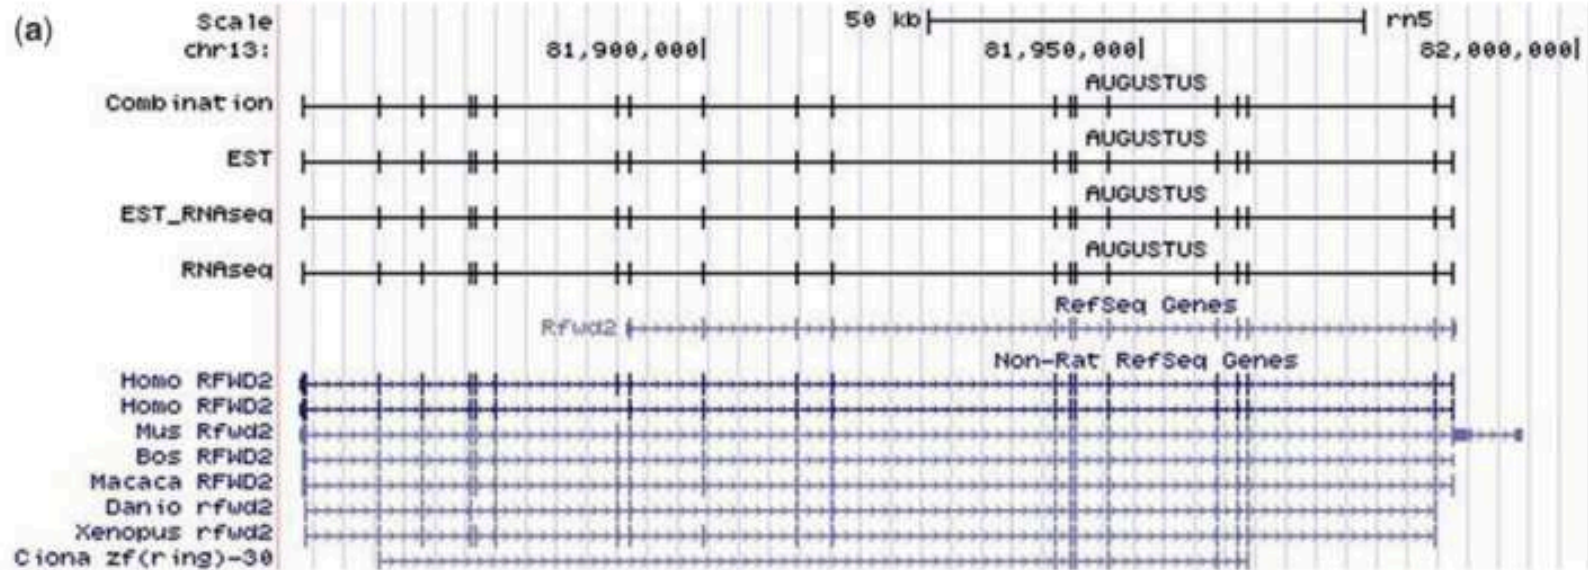 (a)
Scale 50 kb rn5
chr13: 81,900,000 81,950,000 82,000,000
AUGUSTUS
Combination
AUGUSTUS
EST
AUGUSTUS
EST_RNAseq
AUGUSTUS
RNAseq
RefSeq Genes
Rfwd2
Non-Rat RefSeq Genes
Homo RFWD2
Homo RFWD2
Mus Rfwd2
Bos RFWD2
Macaca RFWD2
Danio rfwd2
Xenopus rfwd2
Ciona zf(ring)-30